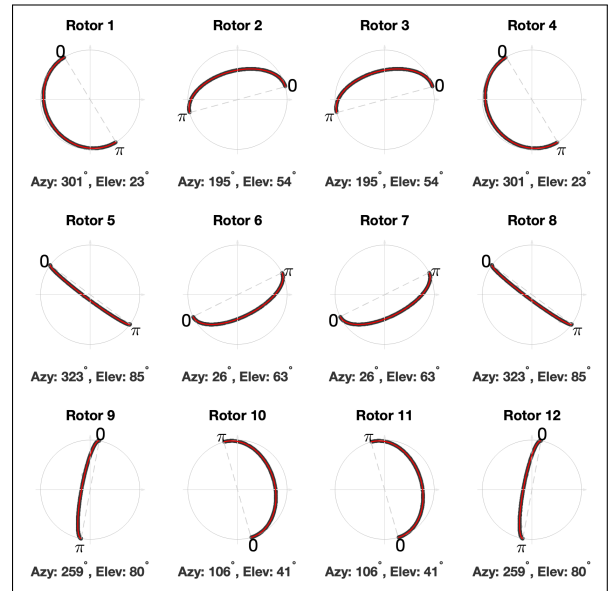 Rotor 1 Rotor 2 Rotor 3 Rotor 4
0 0 0 0
π π π π
Azy: 301°, Elev: 23° Azy: 195°, Elev: 54° Azy: 195°, Elev: 54° Azy: 301°, Elev: 23°
Rotor 5 Rotor 6 Rotor 7 Rotor 8
0 π π 0
π 0 0 π
Azy: 323°, Elev: 85° Azy: 26°, Elev: 63° Azy: 26°, Elev: 63° Azy: 323°, Elev: 85°
Rotor 9 Rotor 10 Rotor 11 Rotor 12
0 π π 0
π 0 0 π
Azy: 259°, Elev: 80° Azy: 106°, Elev: 41° Azy: 106°, Elev: 41° Azy: 259°, Elev: 80°